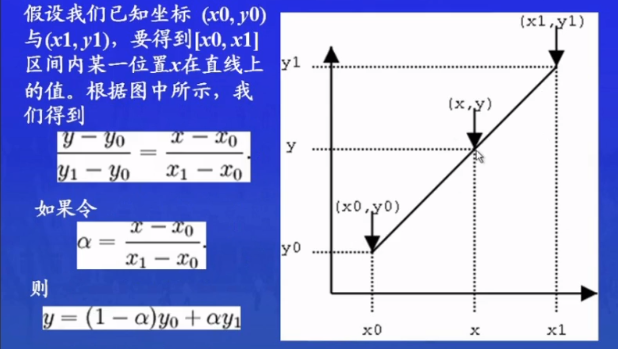 假设我们已知坐标 (x0, y0)
与(x1, y1)，要得到[x0, x1]
区间内某一位置x在直线上
的值。根据图中所示，我
们得到
\frac{y - y_0}{y_1 - y_0} = \frac{x - x_0}{x_1 - x_0}.
如果令
\alpha = \frac{x - x_0}{x_1 - x_0}.
则
y = (1 - \alpha)y_0 + \alpha y_1
(x1,y1)
y1
(x,y)
y
(x0,y0)
y0
x0 x x1